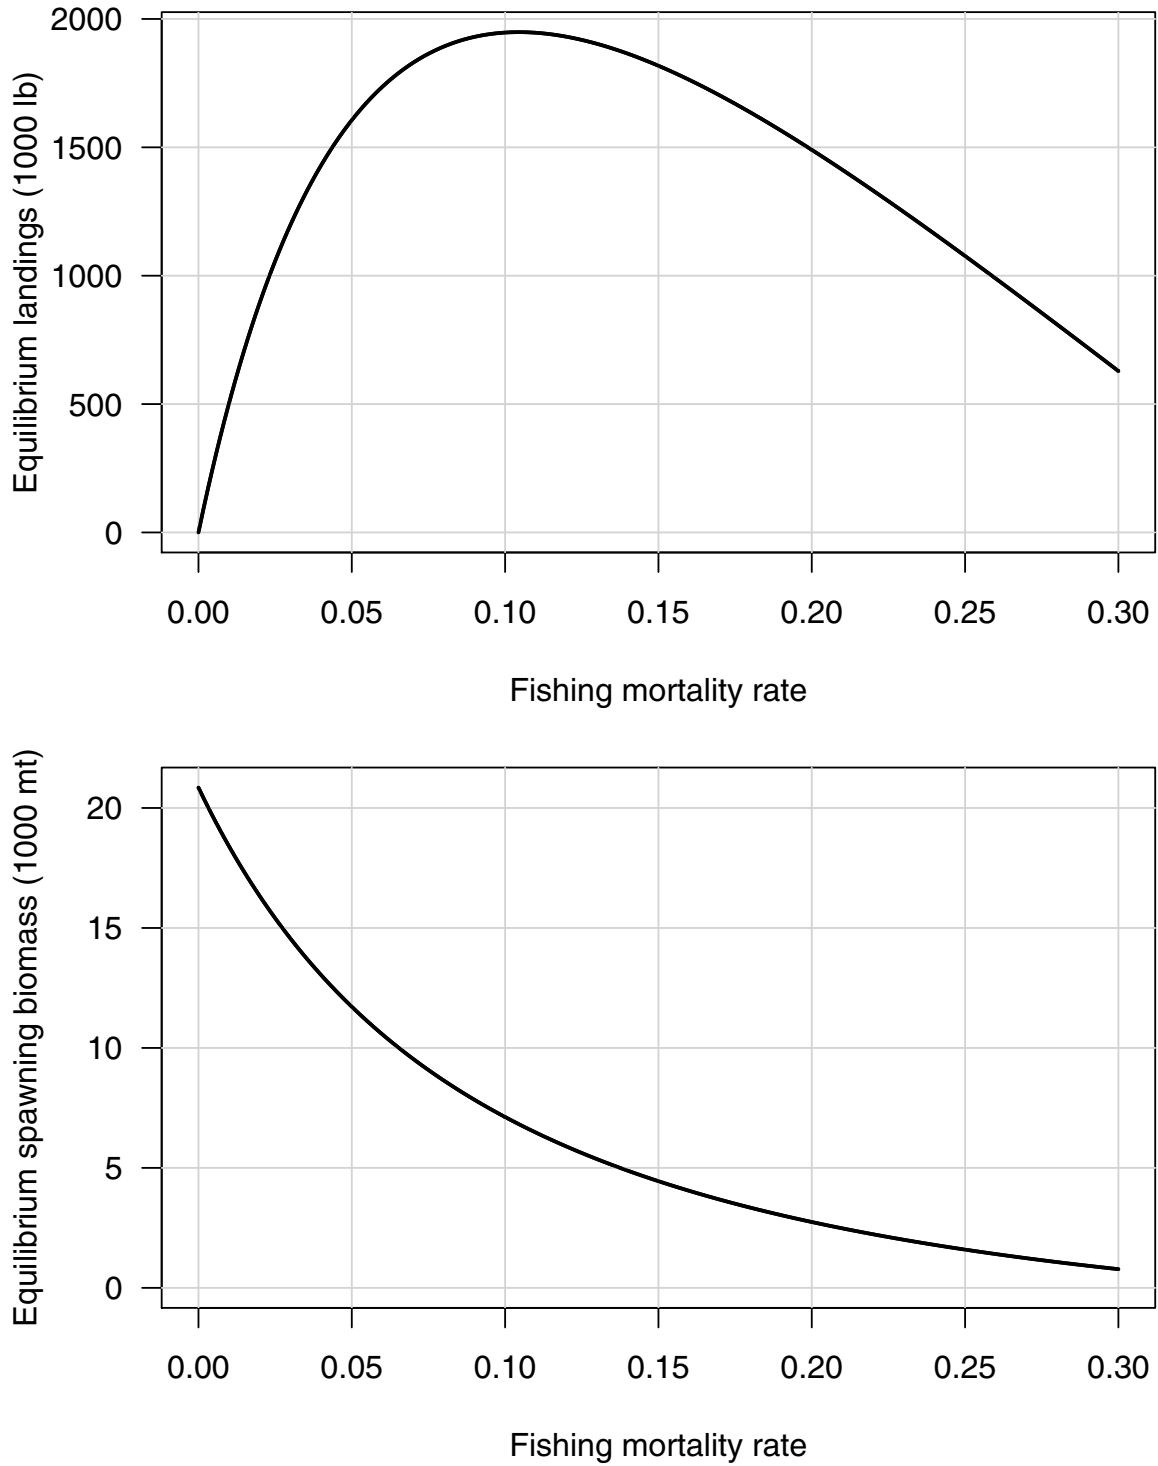 Equilibrium landings (1000 lb)
2000
1500
1000
500
0
0.00 0.05 0.10 0.15 0.20 0.25 0.30
Fishing mortality rate
Equilibrium spawning biomass (1000 mt)
20
15
10
5
0
0.00 0.05 0.10 0.15 0.20 0.25 0.30
Fishing mortality rate